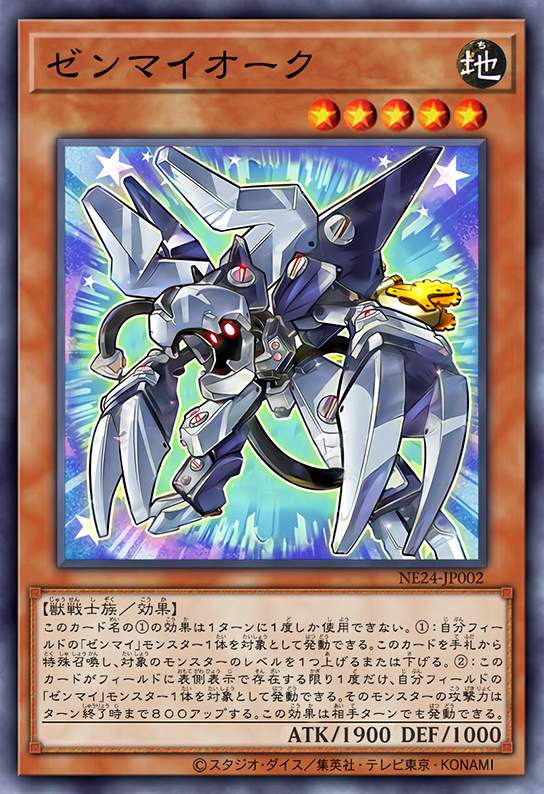 ゼンマイオーク
地
NE24-JP002
【獣戦士族／効果】
このカード名の①の効果は1ターンに1度しか使用できない。①：自分フィー
ルドの「ゼンマイ」モンスター1体を対象として発動できる。このカードを手札から
特殊召喚し、対象のモンスターのレベルを1つ上げるまたは下げる。②：この
カードがフィールドに表側表示で存在する限り1度だけ、自分フィールドの
「ゼンマイ」モンスター1体を対象として発動できる。そのモンスターの攻撃力は
ターン終了時まで８００アップする。この効果は相手ターンでも発動できる。
ATK/1900 DEF/1000
©スタジオ・ダイス／集英社・テレビ東京・KONAMI